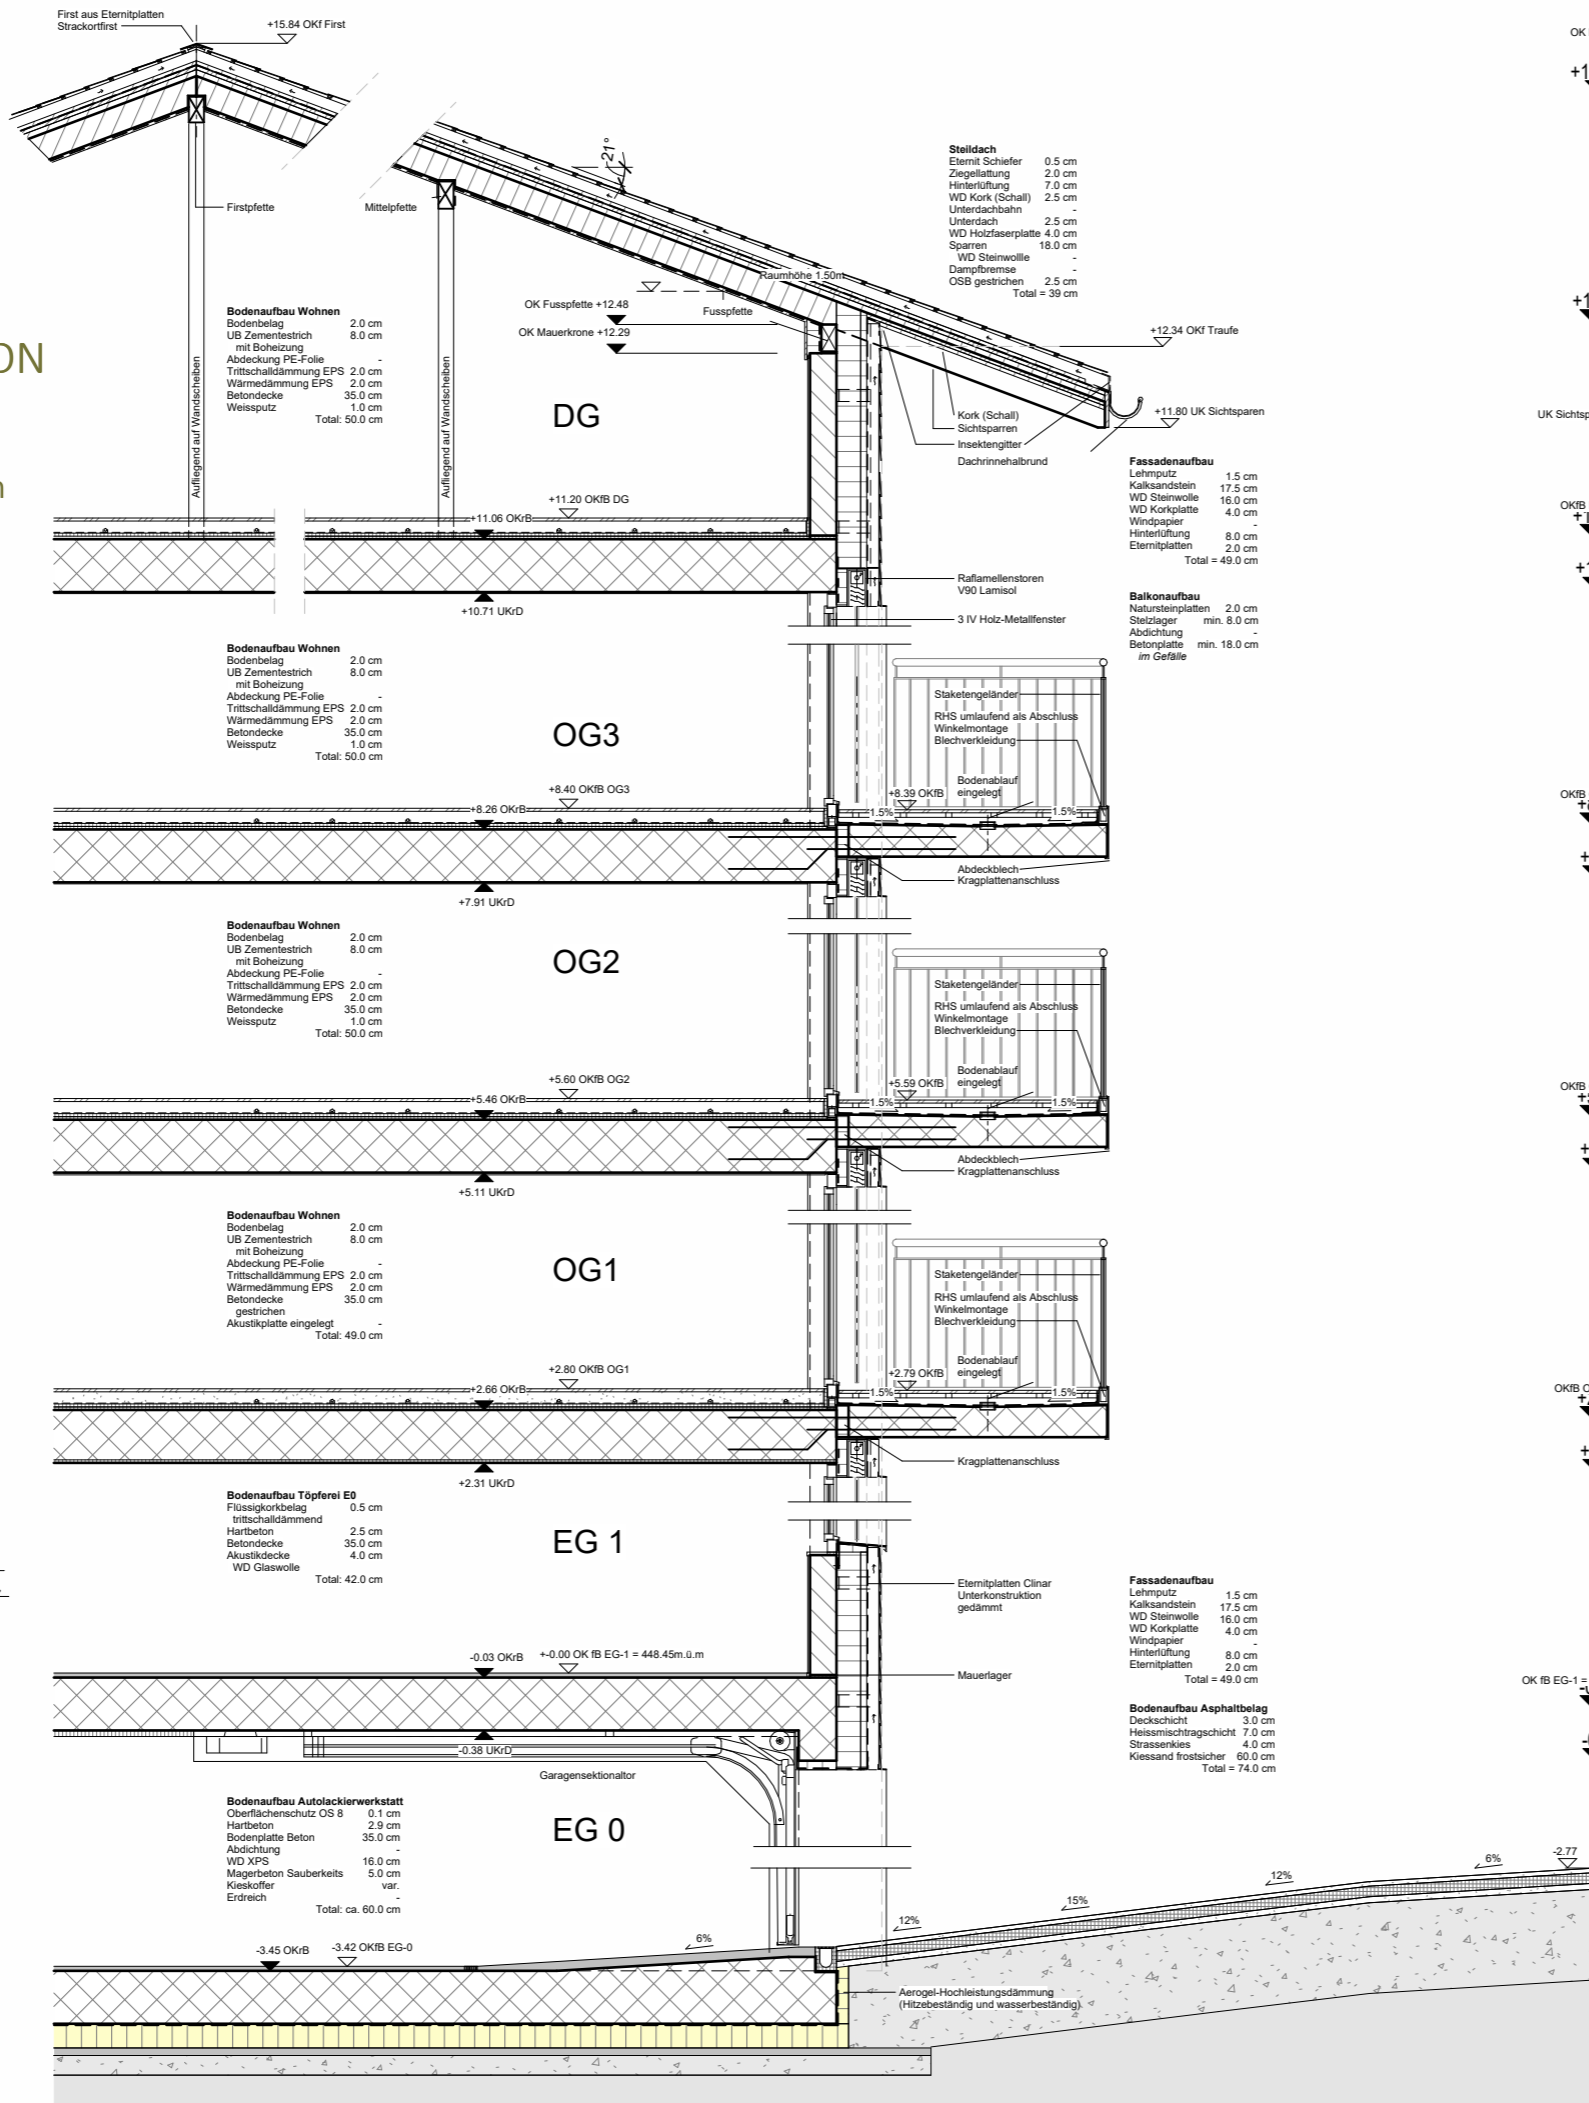 First aus Eternitplatten
Strackortfirst
+15.84 OKf First
21°
Firstpfette
Mittelpfette
Aufliegend auf Wandscheiben
Aufliegend auf Wandscheiben
Steildach
Eternit Schiefer 0.5 cm
Ziegellattung 2.0 cm
Hinterlüftung 7.0 cm
WD Kork (Schall) 2.5 cm
Unterdachbahn -
Unterdach 2.5 cm
WD Holzfaserplatte 4.0 cm
Sparren 18.0 cm
WD Steinwollle -
Dampfbremse -
OSB gestrichen 2.5 cm
Total = 39 cm
Raumhöhe 1.50m
OK Fusspfette +12.48
Fusspfette
OK Mauerkrone +12.29
+12.34 OKf Traufe
+11.80 UK Sichtsparen
Kork (Schall)
Sichtsparren
Insektengitter
Dachrinnehalbrund
ON
Bodenaufbau Wohnen
Bodenbelag 2.0 cm
UB Zementestrich 8.0 cm
mit Boheizung
Abdeckung PE-Folie -
Trittschalldämmung EPS 2.0 cm
Wärmedämmung EPS 2.0 cm
Betondecke 35.0 cm
Weissputz 1.0 cm
Total: 50.0 cm
DG
Fassadenaufbau
Lehmputz 1.5 cm
Kalksandstein 17.5 cm
WD Steinwolle 16.0 cm
WD Korkplatte 4.0 cm
Windpapier -
Hinterlüftung 8.0 cm
Eternitplatten 2.0 cm
Total = 49.0 cm
+11.20 OKfB DG
+11.06 OKrB
+10.71 UKrD
Raflamellenstoren
V90 Lamisol
3 IV Holz-Metallfenster
Balkonaufbau
Natursteinplatten 2.0 cm
Stelzlager min. 8.0 cm
Abdichtung -
Betonplatte min. 18.0 cm
im Gefälle
Bodenaufbau Wohnen
Bodenbelag 2.0 cm
UB Zementestrich 8.0 cm
mit Boheizung
Abdeckung PE-Folie -
Trittschalldämmung EPS 2.0 cm
Wärmedämmung EPS 2.0 cm
Betondecke 35.0 cm
Weissputz 1.0 cm
Total: 50.0 cm
OG3
Staketengeländer
RHS umlaufend als Abschluss
Winkelmontage
Blechverkleidung
Bodenablauf
eingelegt
+8.40 OKfB OG3
+8.26 OKrB
+8.39 OKfB
1.5%
1.5%
+7.91 UKrD
Abdeckblech
Kragplattenanschluss
Bodenaufbau Wohnen
Bodenbelag 2.0 cm
UB Zementestrich 8.0 cm
mit Boheizung
Abdeckung PE-Folie -
Trittschalldämmung EPS 2.0 cm
Wärmedämmung EPS 2.0 cm
Betondecke 35.0 cm
Weissputz 1.0 cm
Total: 50.0 cm
OG2
Staketengeländer
RHS umlaufend als Abschluss
Winkelmontage
Blechverkleidung
Bodenablauf
eingelegt
+5.60 OKfB OG2
+5.46 OKrB
+5.59 OKfB
1.5%
1.5%
+5.11 UKrD
Abdeckblech
Kragplattenanschluss
Bodenaufbau Wohnen
Bodenbelag 2.0 cm
UB Zementestrich 8.0 cm
mit Boheizung
Abdeckung PE-Folie -
Trittschalldämmung EPS 2.0 cm
Wärmedämmung EPS 2.0 cm
Betondecke 35.0 cm
gestrichen
Akustikplatte eingelegt -
Total: 49.0 cm
OG1
Staketengeländer
RHS umlaufend als Abschluss
Winkelmontage
Blechverkleidung
Bodenablauf
eingelegt
+2.80 OKfB OG1
+2.66 OKrB
+2.79 OKfB
1.5%
1.5%
+2.31 UKrD
Kragplattenanschluss
Bodenaufbau Töpferei E0
Flüssigkorkbelag 0.5 cm
trittschalldämmend
Hartbeton 2.5 cm
Betondecke 35.0 cm
Akustikdecke 4.0 cm
WD Glaswolle
Total: 42.0 cm
EG 1
Eternitplatten Clinar
Unterkonstruktion
gedämmt
Fassadenaufbau
Lehmputz 1.5 cm
Kalksandstein 17.5 cm
WD Steinwolle 16.0 cm
WD Korkplatte 4.0 cm
Windpapier -
Hinterlüftung 8.0 cm
Eternitplatten 2.0 cm
Total = 49.0 cm
-0.03 OKrB
+-0.00 OK fB EG-1 = 448.45m.ü.m
Mauerlager
-0.38 UKrD
Garagensektionaltor
Bodenaufbau Asphaltbelag
Deckschicht 3.0 cm
Heissmischtragschicht 7.0 cm
Strassenkies 4.0 cm
Kiessand frostsicher 60.0 cm
Total = 74.0 cm
Bodenaufbau Autolackierwerkstatt
Oberflächenschutz OS 8 0.1 cm
Hartbeton 2.9 cm
Bodenplatte Beton 35.0 cm
Abdichtung -
WD XPS 16.0 cm
Magerbeton Sauberkeits 5.0 cm
Kieskoffer var.
Erdreich -
Total: ca. 60.0 cm
EG 0
-3.45 OKrB
-3.42 OKfB EG-0
6%
12%
15%
12%
6%
-2.77
Aerogel-Hochleistungsdämmung
(Hitzebeständig und wasserbeständig)
OK
UK Sichtsp
OKfB
OKfB
OKfB
OKfB O
OK fB EG-1 =